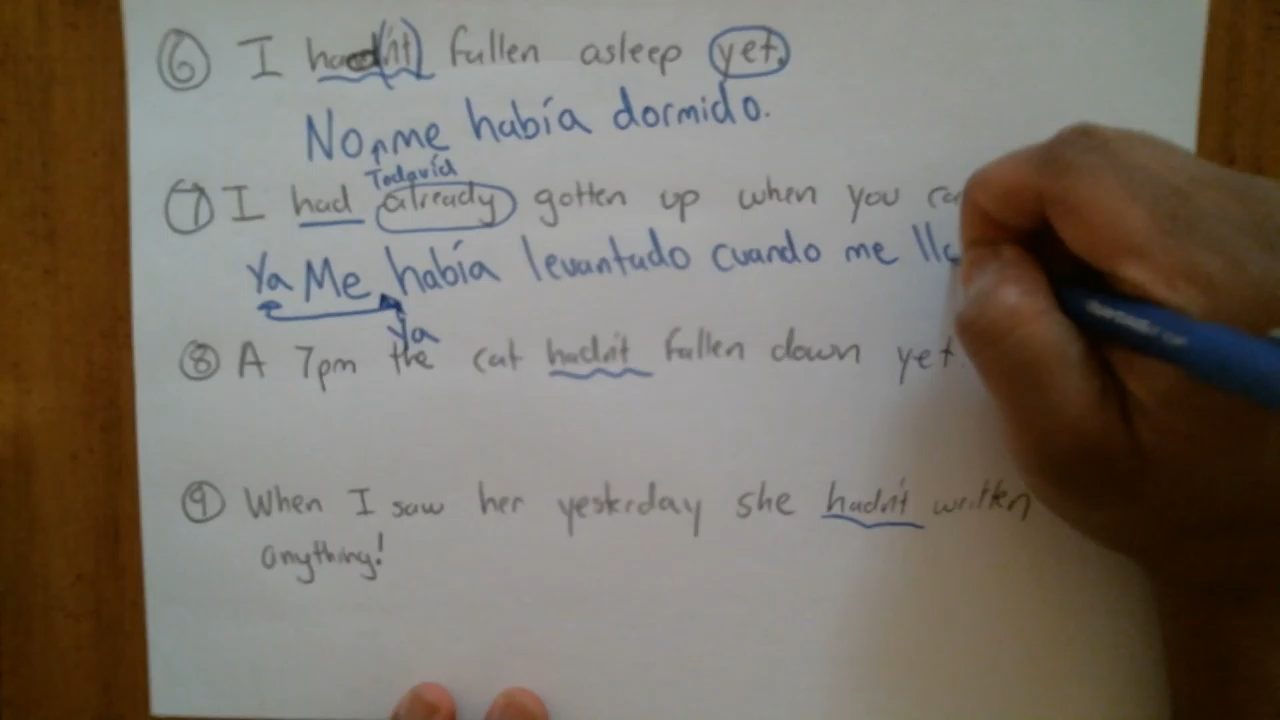 ⑥ I hadn't fallen asleep yet.
No me había dormido.
Todavía
⑦ I had already gotten up when you
Ya Me había levantado cuando me
Ya
⑧ A 7pm the cat hadn't fallen down yet
⑨ When I saw her yesterday she hadn't written
anything!